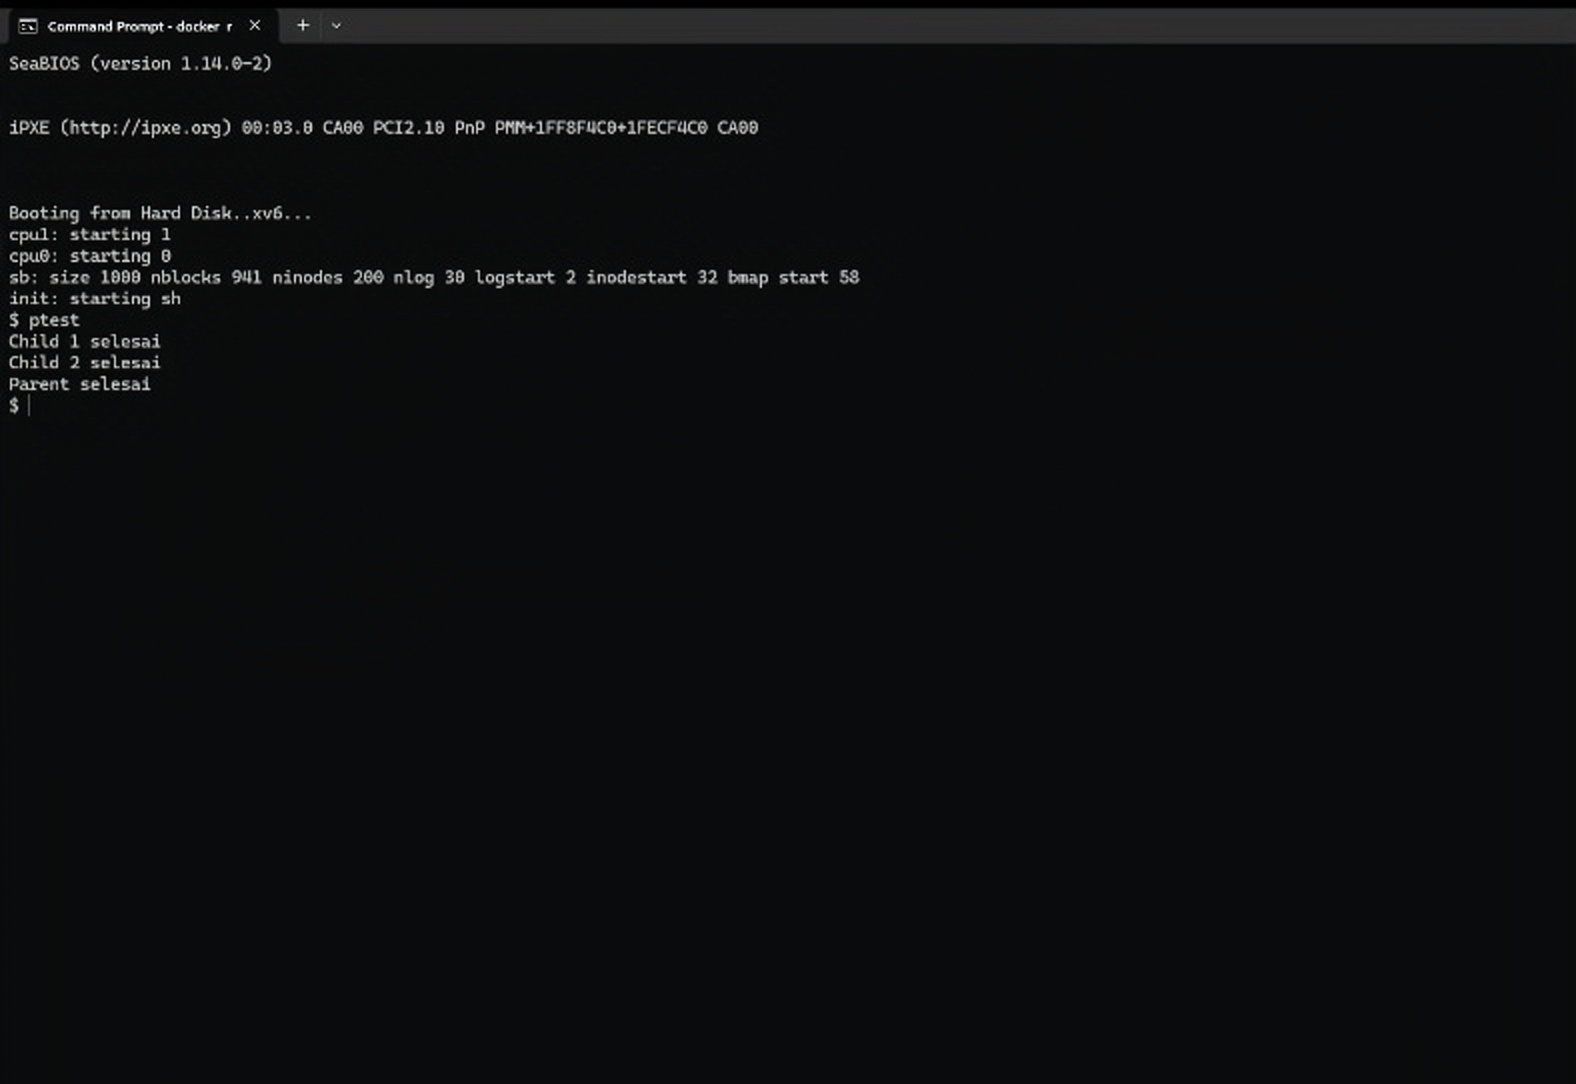 Command Prompt - docker r
SeaBIOS (version 1.14.0-2)
iPXE (http://ipxe.org) 00:03.0 CA00 PCI2.10 PnP PMM+1FF8F4C0+1FECF4C0 CA00
Booting from Hard Disk..xv6...
cpu1: starting 1
cpu0: starting 0
sb: size 1000 nblocks 941 ninodes 200 nlog 30 logstart 2 inodestart 32 bmap start 58
init: starting sh
$ ptest
Child 1 selesai
Child 2 selesai
Parent selesai
$